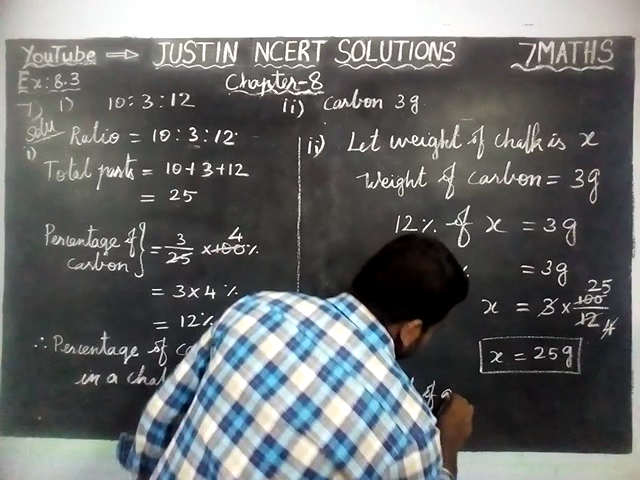 YouTube ⇒ JUSTIN NCERT SOLUTIONS 7MATHS
Ex: 8.3
Chapter-8
7) i) 10:3:12 ii) Carbon 3g
Solu
i) Ratio = 10:3:12
Total parts = 10+3+12
= 25
Percentage of carbon } = 3/25 × 100% 4
= 3×4%
= 12%
∴ Percentage of
in a
ii) Let weight of chalk is x
Weight of carbon = 3g
12% of x = 3g
= 3g
x = 3 × 100/12 25 4
x = 25g
of